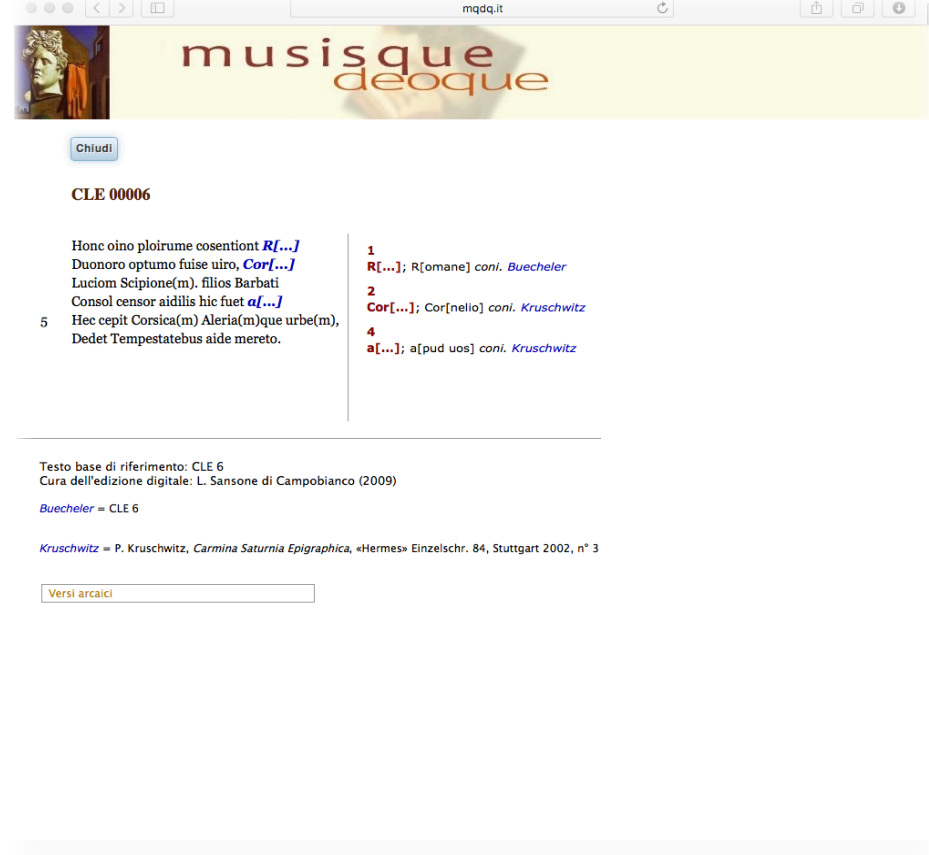 mqdq.it
musisque
deoque
Chiudi
CLE 00006
Honc oino ploirume cosentiont R[...]
Duonoro optumo fuise uiro, Cor[...]
Luciom Scipione(m). filios Barbati
Consol censor aidilis hic fuet a[...]
5 Hec cepit Corsica(m) Aleria(m)que urbe(m),
Dedet Tempestatebus aide mereto.
1
R[...]; R[omane] coni. Buecheler
2
Cor[...]; Cor[nelio] coni. Kruschwitz
4
a[...]; a[pud uos] coni. Kruschwitz
Testo base di riferimento: CLE 6
Cura dell'edizione digitale: L. Sansone di Campobianco (2009)
Buecheler = CLE 6
Kruschwitz = P. Kruschwitz, Carmina Saturnia Epigraphica, «Hermes» Einzelschr. 84, Stuttgart 2002, n° 3
Versi arcaici